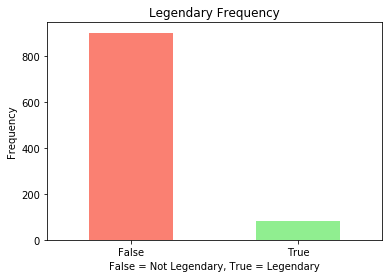 Legendary Frequency
800
600
400
200
0
Frequency
False True
False = Not Legendary, True = Legendary